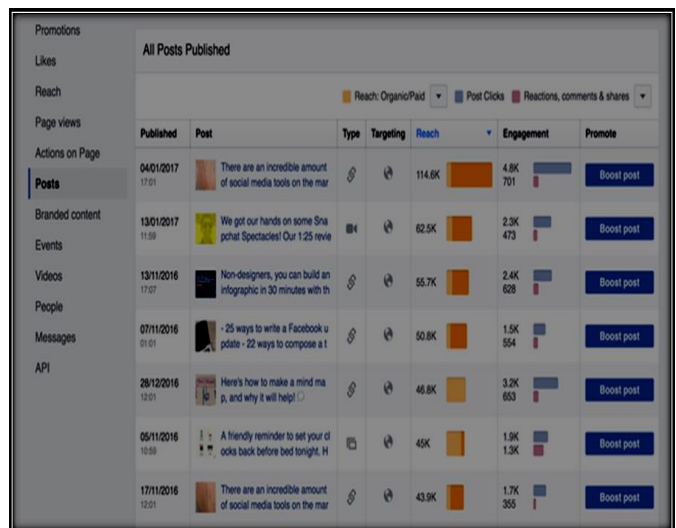 Promotions
Likes
Reach
Page views
Actions on Page
Posts
Branded content
Events
Videos
People
Messages
API
All Posts Published
Reach: Organic/Paid Post Clicks Reactions, comments & shares
Published Post Type Targeting Reach Engagement Promote
04/01/2017 There are an incredible amount 114.6K 4.8K Boost post
17:01 of social media tools on the mar 701
13/01/2017 We got our hands on some Sna 62.5K 2.3K Boost post
11:59 pchat Spectacles! Our 1:25 revie 473
13/11/2016 Non-designers, you can build an 55.7K 2.4K Boost post
17:07 infographic in 30 minutes with th 628
07/11/2016 - 25 ways to write a Facebook u 50.8K 1.5K Boost post
01:01 pdate - 22 ways to compose a t 554
28/12/2016 Here's how to make a mind ma 46.8K 3.2K Boost post
12:01 p, and why it will help! 653
05/11/2016 A friendly reminder to set your cl 45K 1.9K Boost post
10:59 ocks back before bed tonight. H 1.3K
17/11/2016 There are an incredible amount 43.9K 1.7K Boost post
12:01 of social media tools on the mar 355